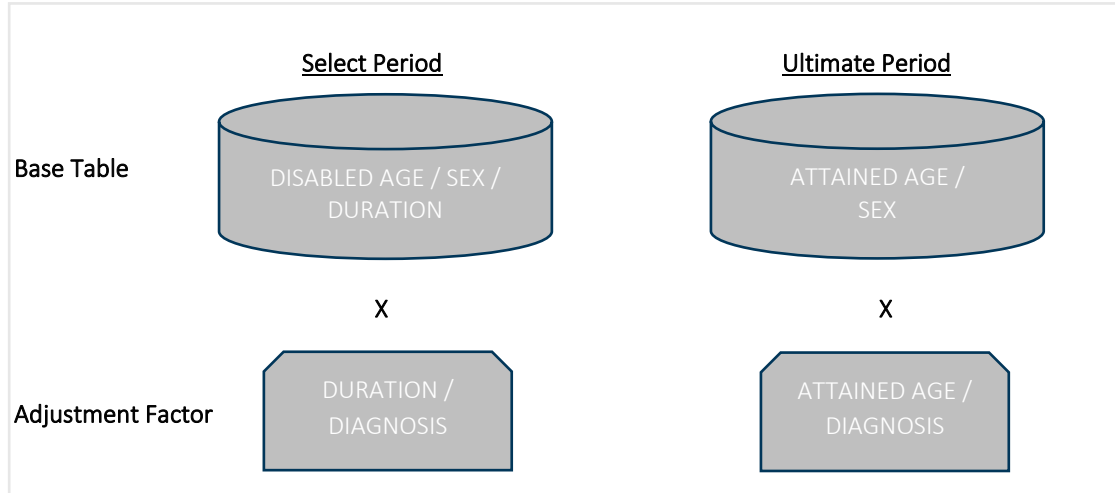 Select Period
Ultimate Period
Base Table
DISABLED AGE / SEX /
DURATION
ATTAINED AGE /
SEX
X
X
Adjustment Factor
DURATION /
DIAGNOSIS
ATTAINED AGE /
DIAGNOSIS